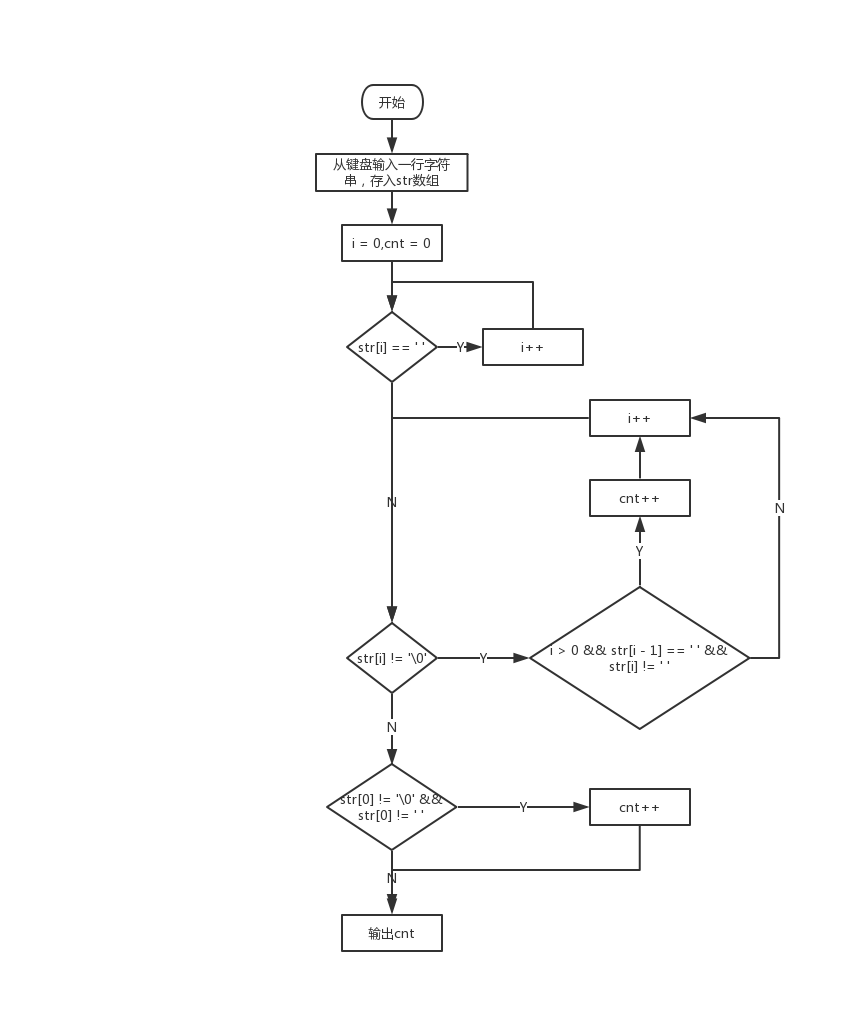 开始
从键盘输入一行字符
串，存入str数组
i = 0,cnt = 0
str[i] == ' '
Y
i++
i++
cnt++
N
N
Y
str[i] != '\0'
Y
i > 0 && str[i - 1] == ' ' &&
str[i] != ' '
N
str[0] != '\0' &&
str[0] != ' '
Y
cnt++
N
输出cnt